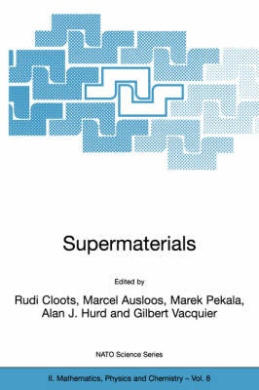 Supermaterials
Edited by
Rudi Cloots, Marcel Ausloos, Marek Pekala,
Alan J. Hurd and Gilbert Vacquier
NATO Science Series
II. Mathematics, Physics and Chemistry – Vol. 8